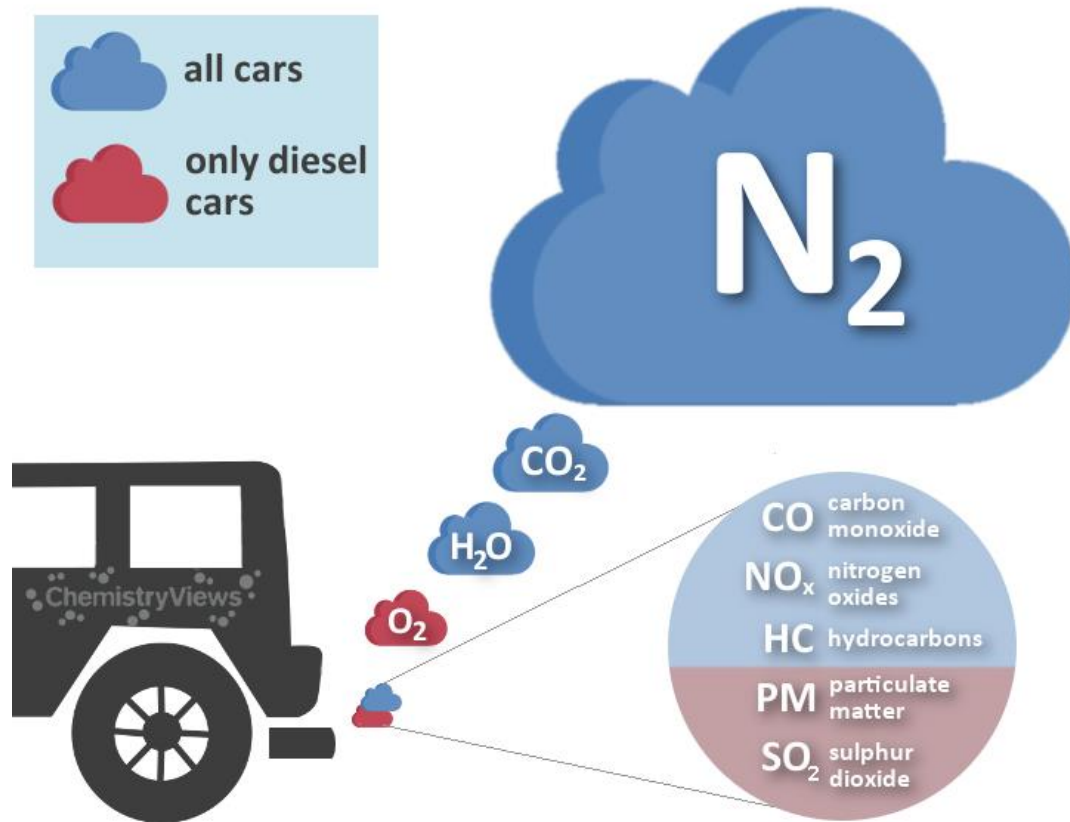 all cars
only diesel
cars
N₂
CO₂
H₂O
O₂
ChemistryViews
CO carbon
monoxide
NOₓ nitrogen
oxides
HC hydrocarbons
PM particulate
matter
SO₂ sulphur
dioxide